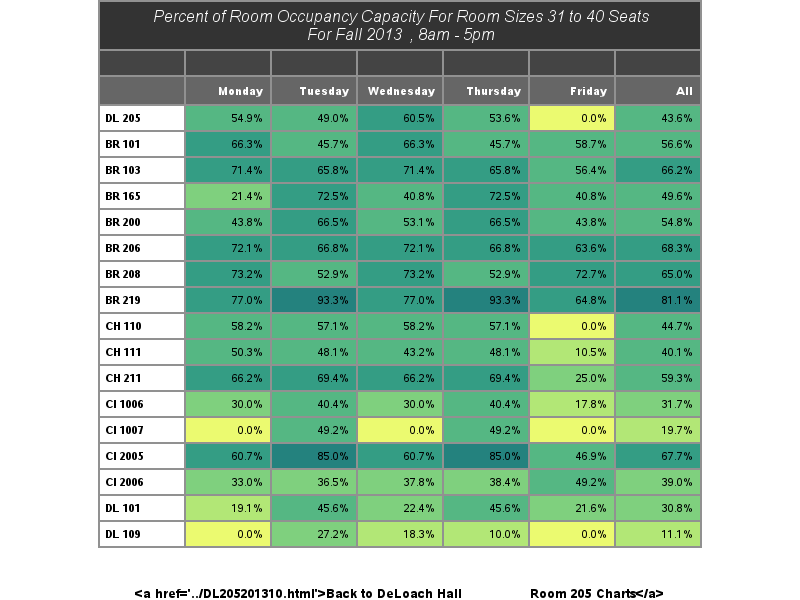 Percent of Room Occupancy Capacity For Room Sizes 31 to 40 Seats
For Fall 2013 , 8am - 5pm
Monday Tuesday Wednesday Thursday Friday All
DL 205 54.9% 49.0% 60.5% 53.6% 0.0% 43.6%
BR 101 66.3% 45.7% 66.3% 45.7% 58.7% 56.6%
BR 103 71.4% 65.8% 71.4% 65.8% 56.4% 66.2%
BR 165 21.4% 72.5% 40.8% 72.5% 40.8% 49.6%
BR 200 43.8% 66.5% 53.1% 66.5% 43.8% 54.8%
BR 206 72.1% 66.8% 72.1% 66.8% 63.6% 68.3%
BR 208 73.2% 52.9% 73.2% 52.9% 72.7% 65.0%
BR 219 77.0% 93.3% 77.0% 93.3% 64.8% 81.1%
CH 110 58.2% 57.1% 58.2% 57.1% 0.0% 44.7%
CH 111 50.3% 48.1% 43.2% 48.1% 10.5% 40.1%
CH 211 66.2% 69.4% 66.2% 69.4% 25.0% 59.3%
CI 1006 30.0% 40.4% 30.0% 40.4% 17.8% 31.7%
CI 1007 0.0% 49.2% 0.0% 49.2% 0.0% 19.7%
CI 2005 60.7% 85.0% 60.7% 85.0% 46.9% 67.7%
CI 2006 33.0% 36.5% 37.8% 38.4% 49.2% 39.0%
DL 101 19.1% 45.6% 22.4% 45.6% 21.6% 30.8%
DL 109 0.0% 27.2% 18.3% 10.0% 0.0% 11.1%
<a href='../DL205201310.html'>Back to DeLoach Hall Room 205 Charts</a>